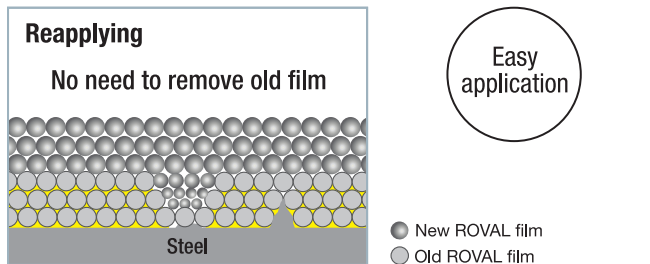 Reapplying
No need to remove old film
Steel
Easy
application
New ROVAL film
Old ROVAL film